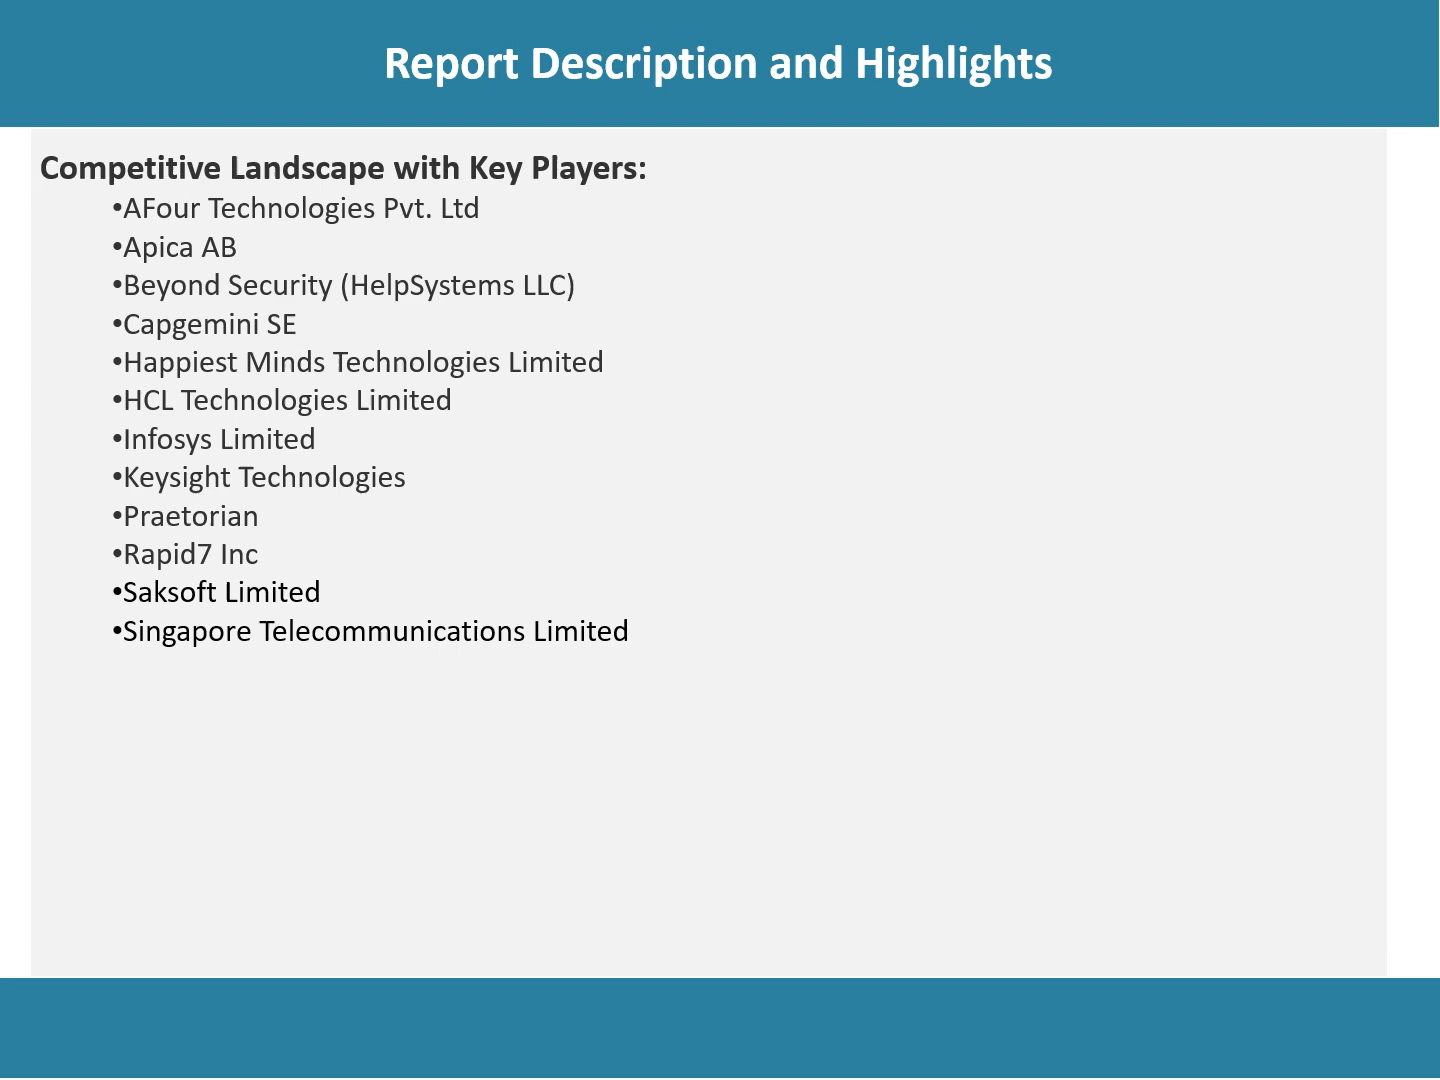 Report Description and Highlights
Competitive Landscape with Key Players:
•AFour Technologies Pvt. Ltd
•Apica AB
•Beyond Security (HelpSystems LLC)
•Capgemini SE
•Happiest Minds Technologies Limited
•HCL Technologies Limited
•Infosys Limited
•Keysight Technologies
•Praetorian
•Rapid7 Inc
•Saksoft Limited
•Singapore Telecommunications Limited